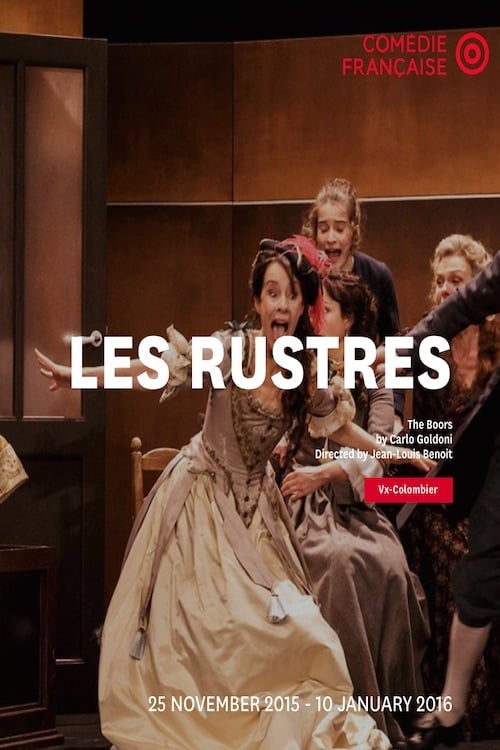 COMÉDIE
FRANÇAISE
LES RUSTRES
The Boors
by Carlo Goldoni
Directed by Jean-Louis Benoit
Vx-Colombier
25 NOVEMBER 2015 - 10 JANUARY 2016